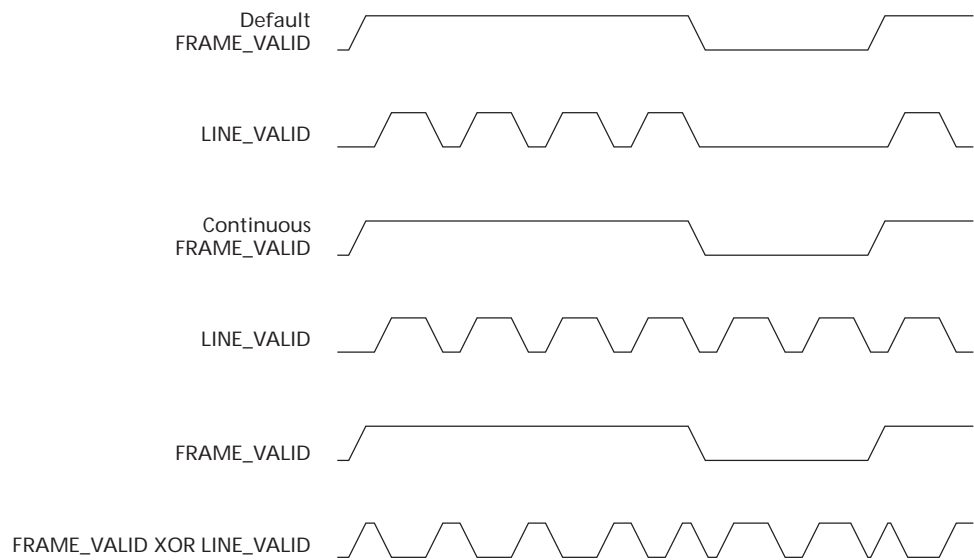 Default
FRAME_VALID
LINE_VALID
Continuous
FRAME_VALID
LINE_VALID
FRAME_VALID
FRAME_VALID XOR LINE_VALID